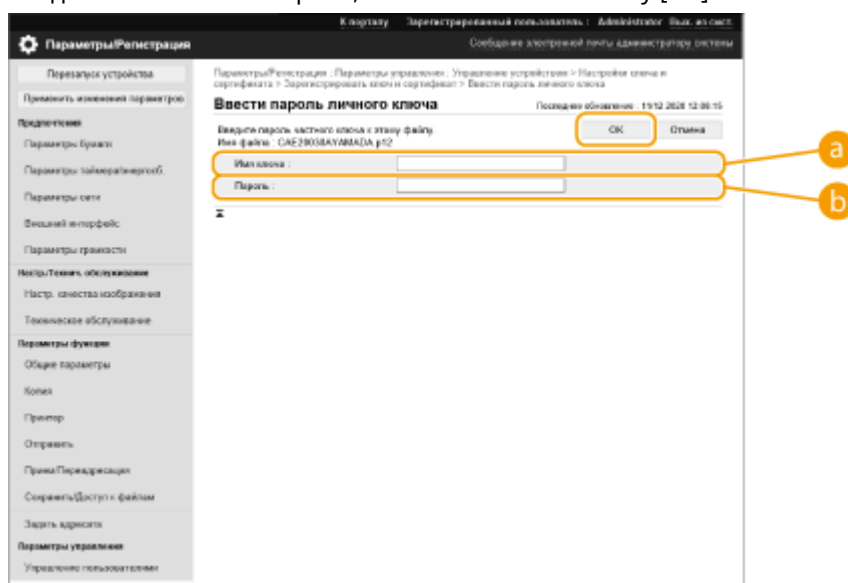 К порталу Зарегистрированный пользователь : Administrator Вых. из сист.
Параметры/Регистрация
Сообщение электронной почты администратору системы
Перезапуск устройства
Применить изменения параметров
Предпочтения
Параметры бумаги
Параметры таймера/энергосб.
Параметры сети
Внешний интерфейс
Параметры громкости
Настр./Технич. обслуживание
Настр. качества изображения
Техническое обслуживание
Параметры функции
Общие параметры
Копия
Принтер
Отправить
Прием/Переадресация
Сохранить/Доступ к файлам
Задать адресата
Параметры управления
Управление пользователями
Параметры/Регистрация : Параметры управления : Управление устройством > Настройки ключа и
сертификата > Зарегистрировать ключ и сертификат > Ввести пароль личного ключа
Ввести пароль личного ключа
Последнее обновление : 19/12 2020 12:08:15
Введите пароль частного ключа к этому файлу.
Имя файла : CAE29038AYAMADA.p12
OK
Отмена
Имя ключа :
Пароль :
a
b